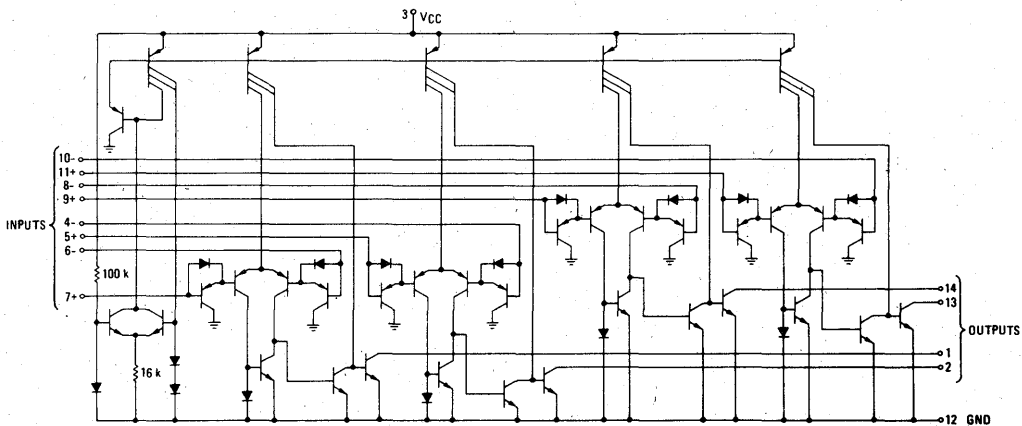 3 VCC
INPUTS
10-
11+
8-
9+
4-
5+
6-
7+
100 k
16 k
14
13
OUTPUTS
1
2
12 GND